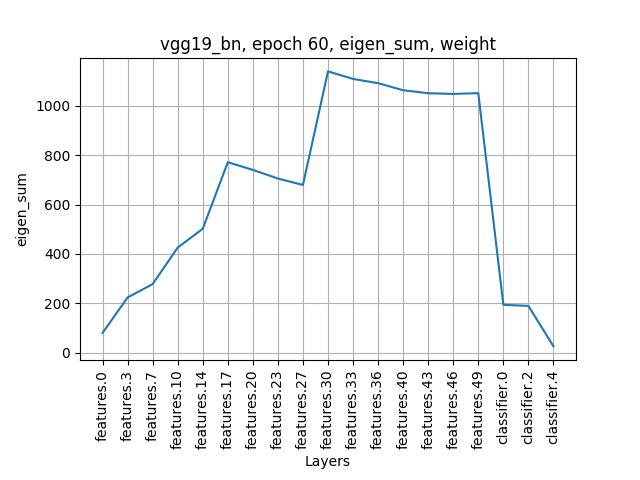 vgg19_bn, epoch 60, eigen_sum, weight
eigen_sum
1000
800
600
400
200
0
features.0
features.3
features.7
features.10
features.14
features.17
features.20
features.23
features.27
features.30
features.33
features.36
features.40
features.43
features.46
features.49
classifier.0
classifier.2
classifier.4
Layers